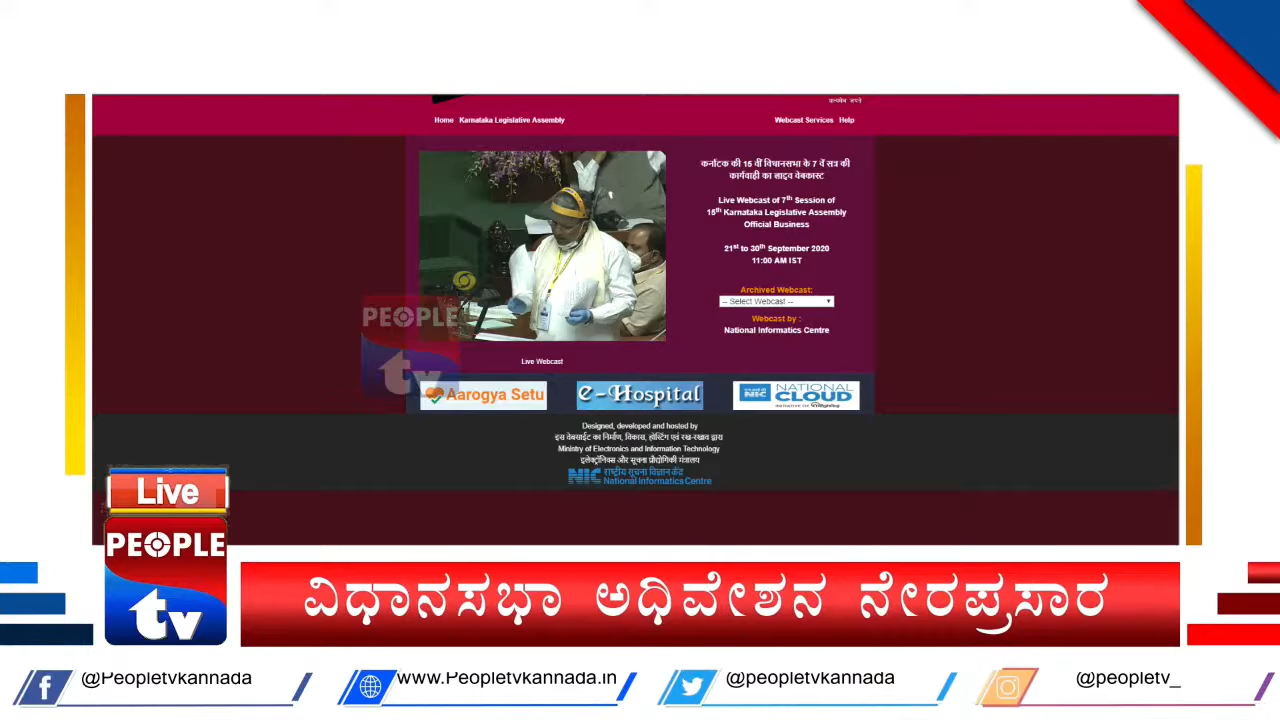 सत्यमेव जयते
Home Karnataka Legislative Assembly
Webcast Services Help
कर्नाटक की 15 वीं विधानसभा के 7 वें सत्र की
कार्यवाही का लाइव वेबकास्ट
Live Webcast of 7th Session of
15th Karnataka Legislative Assembly
Official Business
21st to 30th September 2020
11:00 AM IST
Archived Webcast:
-- Select Webcast --
Webcast by :
National Informatics Centre
PEOPLE
tv
Live Webcast
Aarogya Setu
e-Hospital
NIC
NATIONAL
CLOUD
Designed, developed and hosted by
इस वेबसाईट का निर्माण, विकास, होस्टिंग एवं रख-रखाव द्वारा
Ministry of Electronics and Information Technology
इलेक्ट्रॉनिक्स और सूचना प्रौद्योगिकी मंत्रालय
NIC राष्ट्रीय सूचना विज्ञान केंद्र
National Informatics Centre
Live
PEOPLE
tv
ವಿಧಾನಸಭಾ ಅಧಿವೇಶನ ನೇರಪ್ರಸಾರ
@Peopletvkannada
www.Peopletvkannada.in
@peopletvkannada
@peopletv_